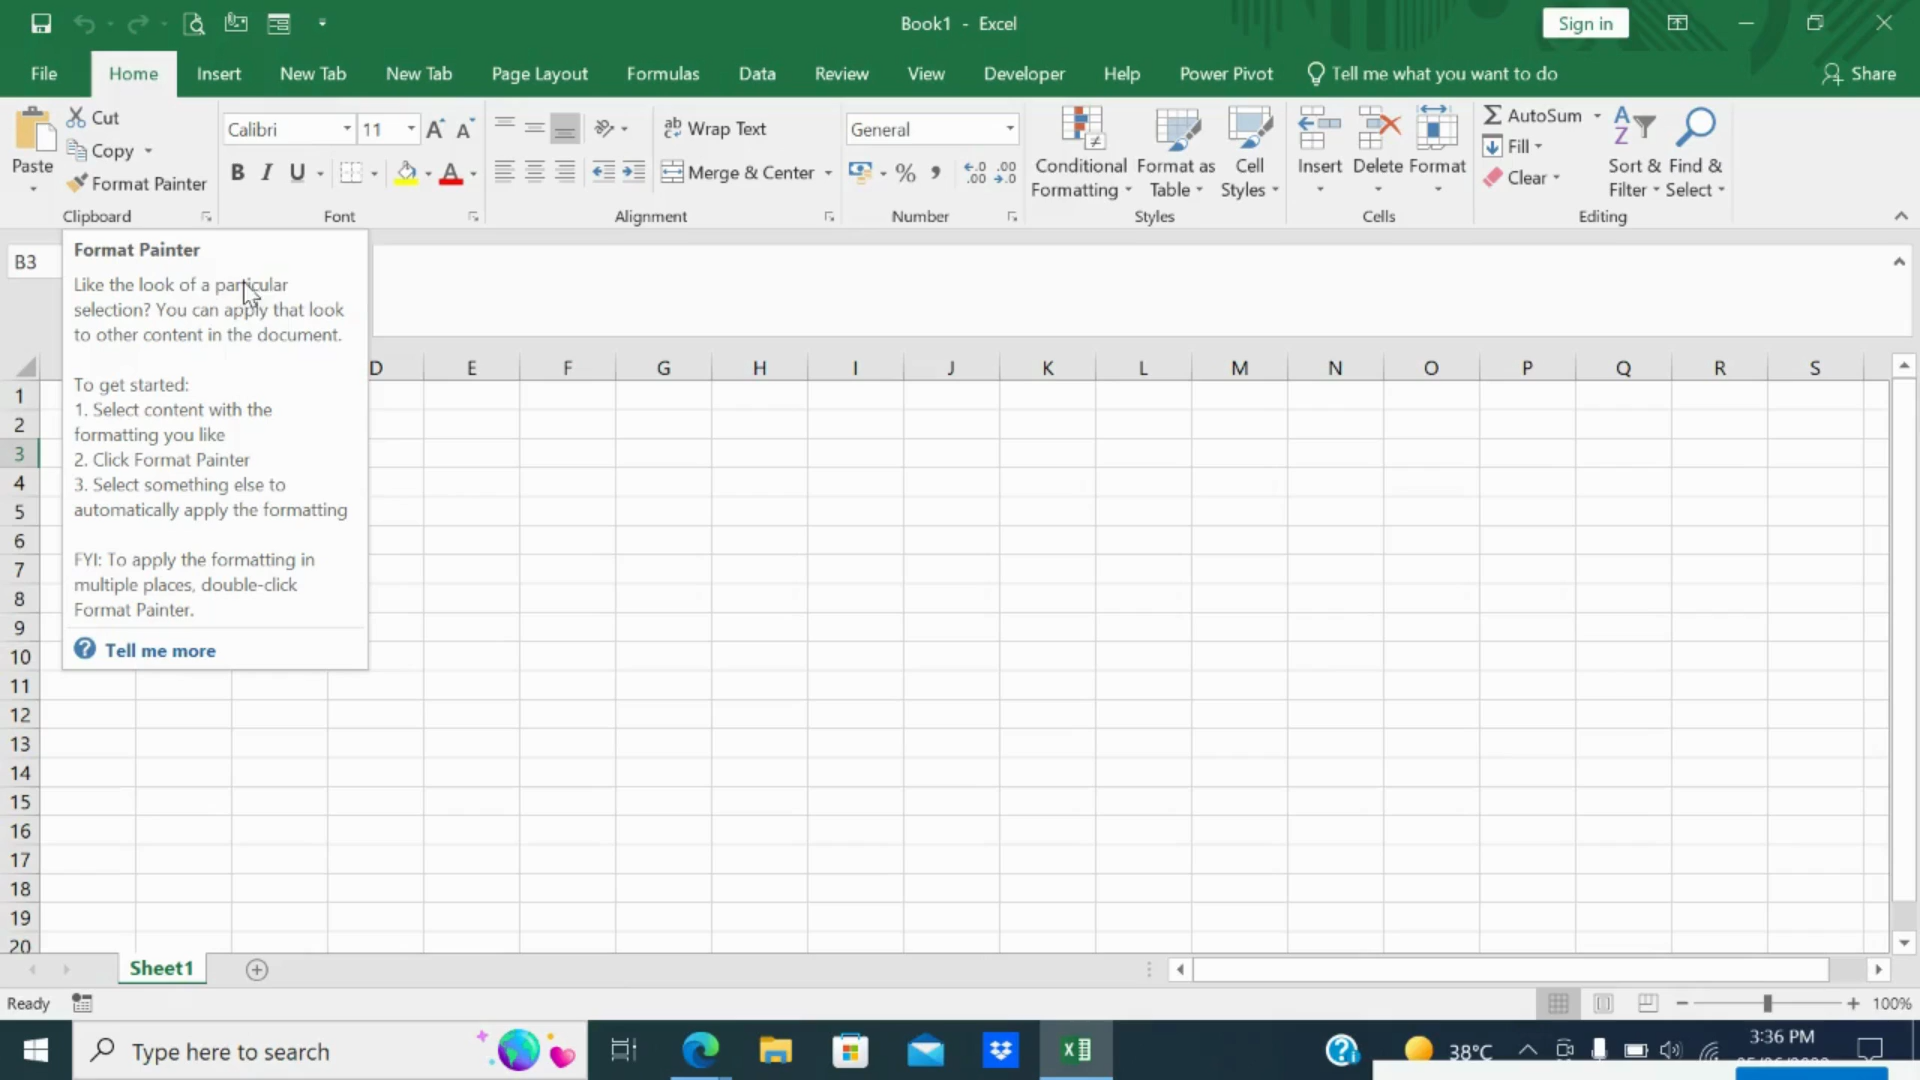 Book1 - Excel
Sign in
File Home Insert New Tab New Tab Page Layout Formulas Data Review View Developer Help Power Pivot Tell me what you want to do Share
Paste
Cut
Copy
Format Painter
Clipboard
Calibri 11
B I U A
Font
Wrap Text
Merge & Center
Alignment
General
% , .00 .00
Number
Conditional Formatting
Format as Table
Cell Styles
Styles
Insert Delete Format
Cells
AutoSum
Fill
Clear
Sort & Filter
Find & Select
Editing
B3
Format Painter
Like the look of a particular
selection? You can apply that look
to other content in the document.
To get started:
1. Select content with the
formatting you like
2. Click Format Painter
3. Select something else to
automatically apply the formatting
FYI: To apply the formatting in
multiple places, double-click
Format Painter.
Tell me more
D E F G H I J K L M N O P Q R S
1
2
3
4
5
6
7
8
9
10
11
12
13
14
15
16
17
18
19
20
Sheet1
Ready
100%
Type here to search
38°C
3:36 PM